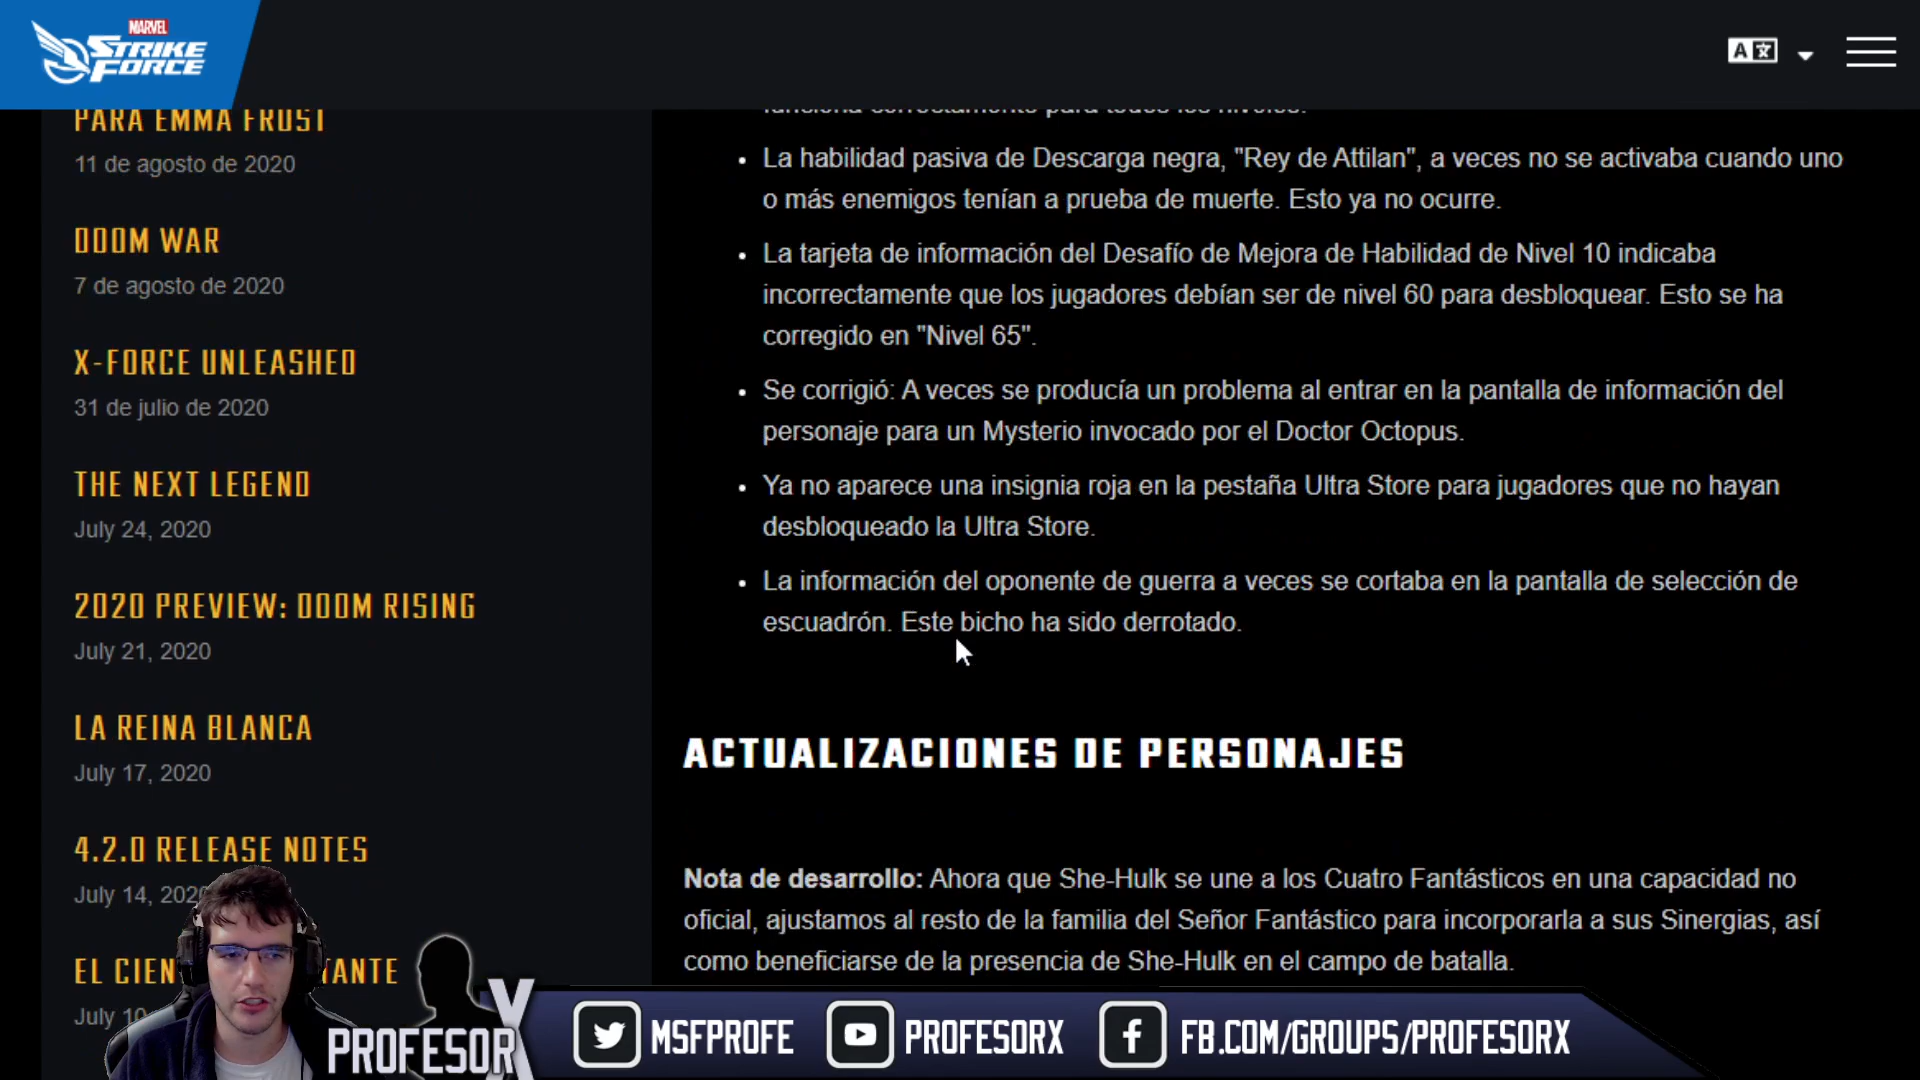 MARVEL
STRIKE
FORCE
A
PARA EMMA FROST
11 de agosto de 2020
DOOM WAR
7 de agosto de 2020
X-FORCE UNLEASHED
31 de julio de 2020
THE NEXT LEGEND
July 24, 2020
2020 PREVIEW: DOOM RISING
July 21, 2020
LA REINA BLANCA
July 17, 2020
4.2.0 RELEASE NOTES
July 14, 202
EL CIEN TANTE
July 10
funciona correctamente para todos los niveles.
• La habilidad pasiva de Descarga negra, "Rey de Attilan", a veces no se activaba cuando uno
o más enemigos tenían a prueba de muerte. Esto ya no ocurre.
• La tarjeta de información del Desafío de Mejora de Habilidad de Nivel 10 indicaba
incorrectamente que los jugadores debían ser de nivel 60 para desbloquear. Esto se ha
corregido en "Nivel 65".
• Se corrigió: A veces se producía un problema al entrar en la pantalla de información del
personaje para un Mysterio invocado por el Doctor Octopus.
• Ya no aparece una insignia roja en la pestaña Ultra Store para jugadores que no hayan
desbloqueado la Ultra Store.
• La información del oponente de guerra a veces se cortaba en la pantalla de selección de
escuadrón. Este bicho ha sido derrotado.
ACTUALIZACIONES DE PERSONAJES
Nota de desarrollo: Ahora que She-Hulk se une a los Cuatro Fantásticos en una capacidad no
oficial, ajustamos al resto de la familia del Señor Fantástico para incorporarla a sus Sinergias, así
como beneficiarse de la presencia de She-Hulk en el campo de batalla.
PROFESOR X
MSFPROFE
PROFESORX
FB.COM/GROUPS/PROFESORX